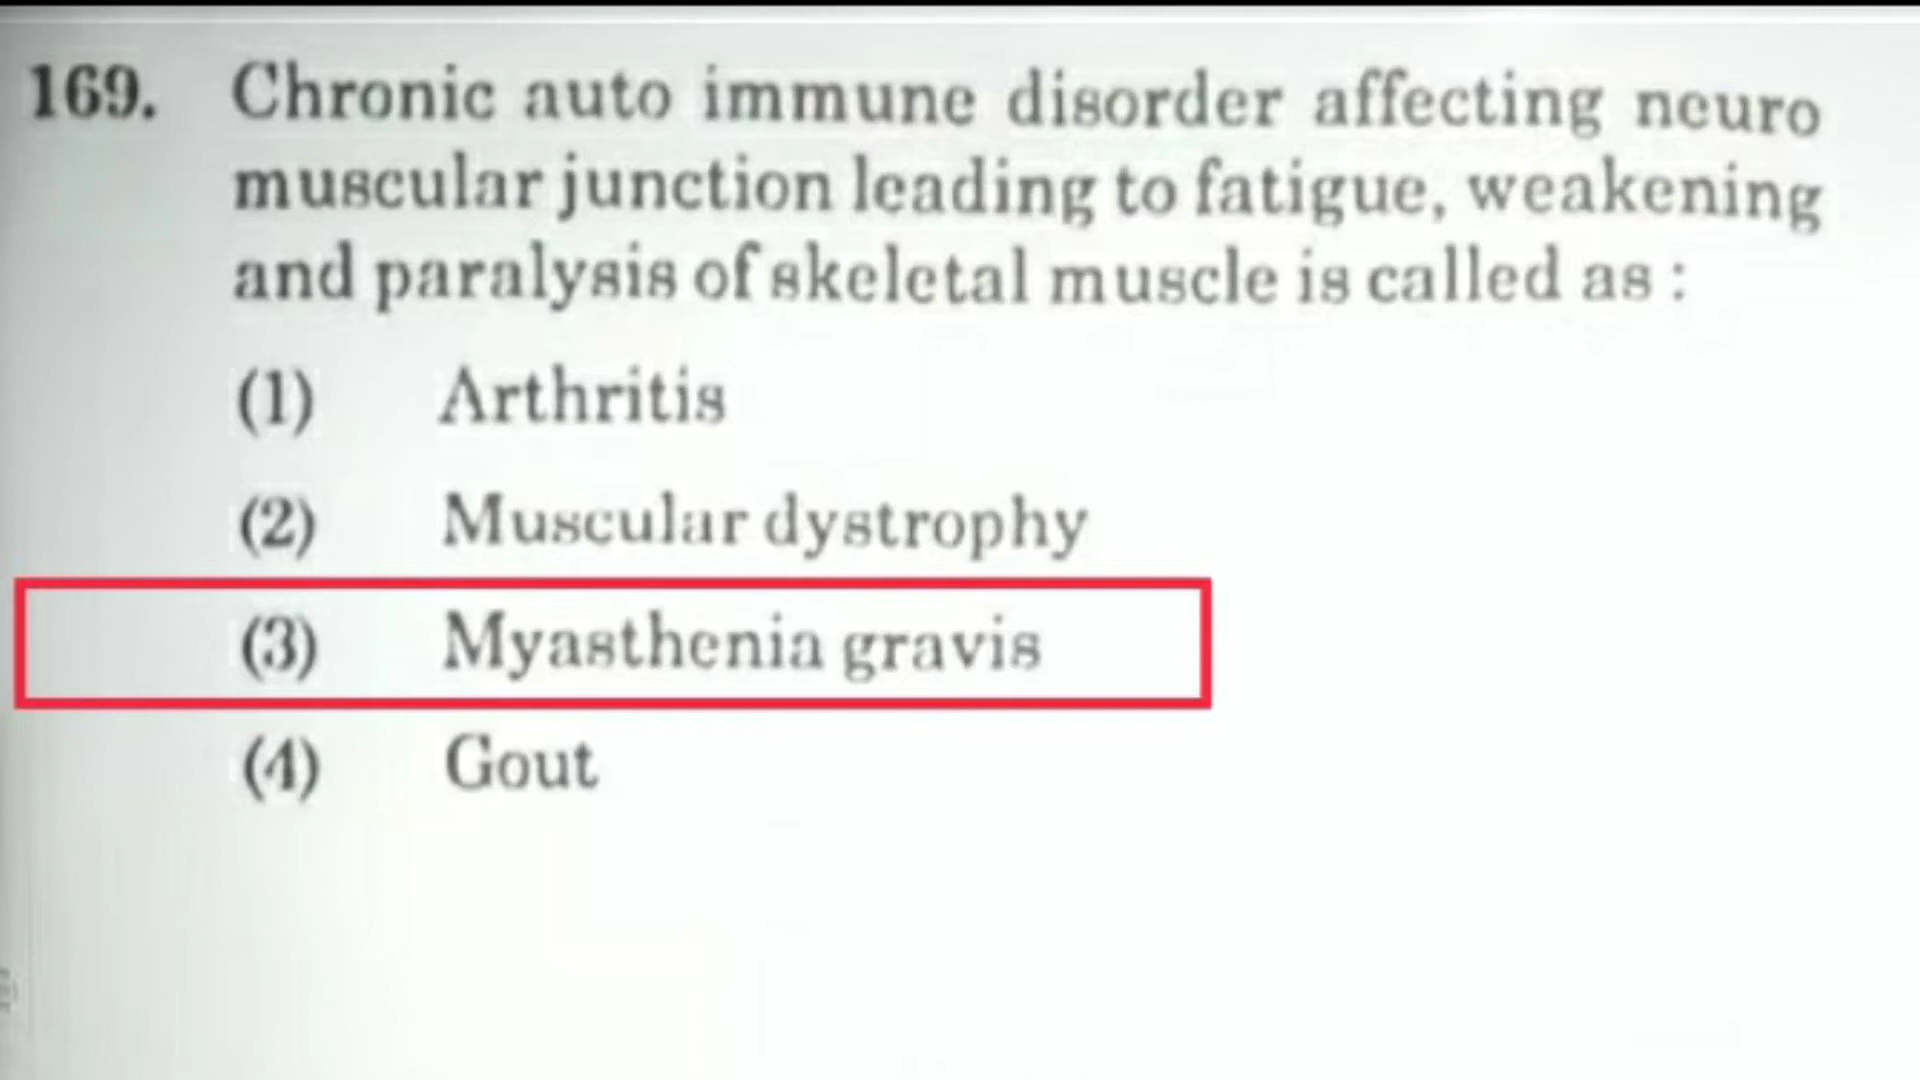 169. Chronic auto immune disorder affecting neuro
muscular junction leading to fatigue, weakening
and paralysis of skeletal muscle is called as :
(1) Arthritis
(2) Muscular dystrophy
(3) Myasthenia gravis
(4) Gout